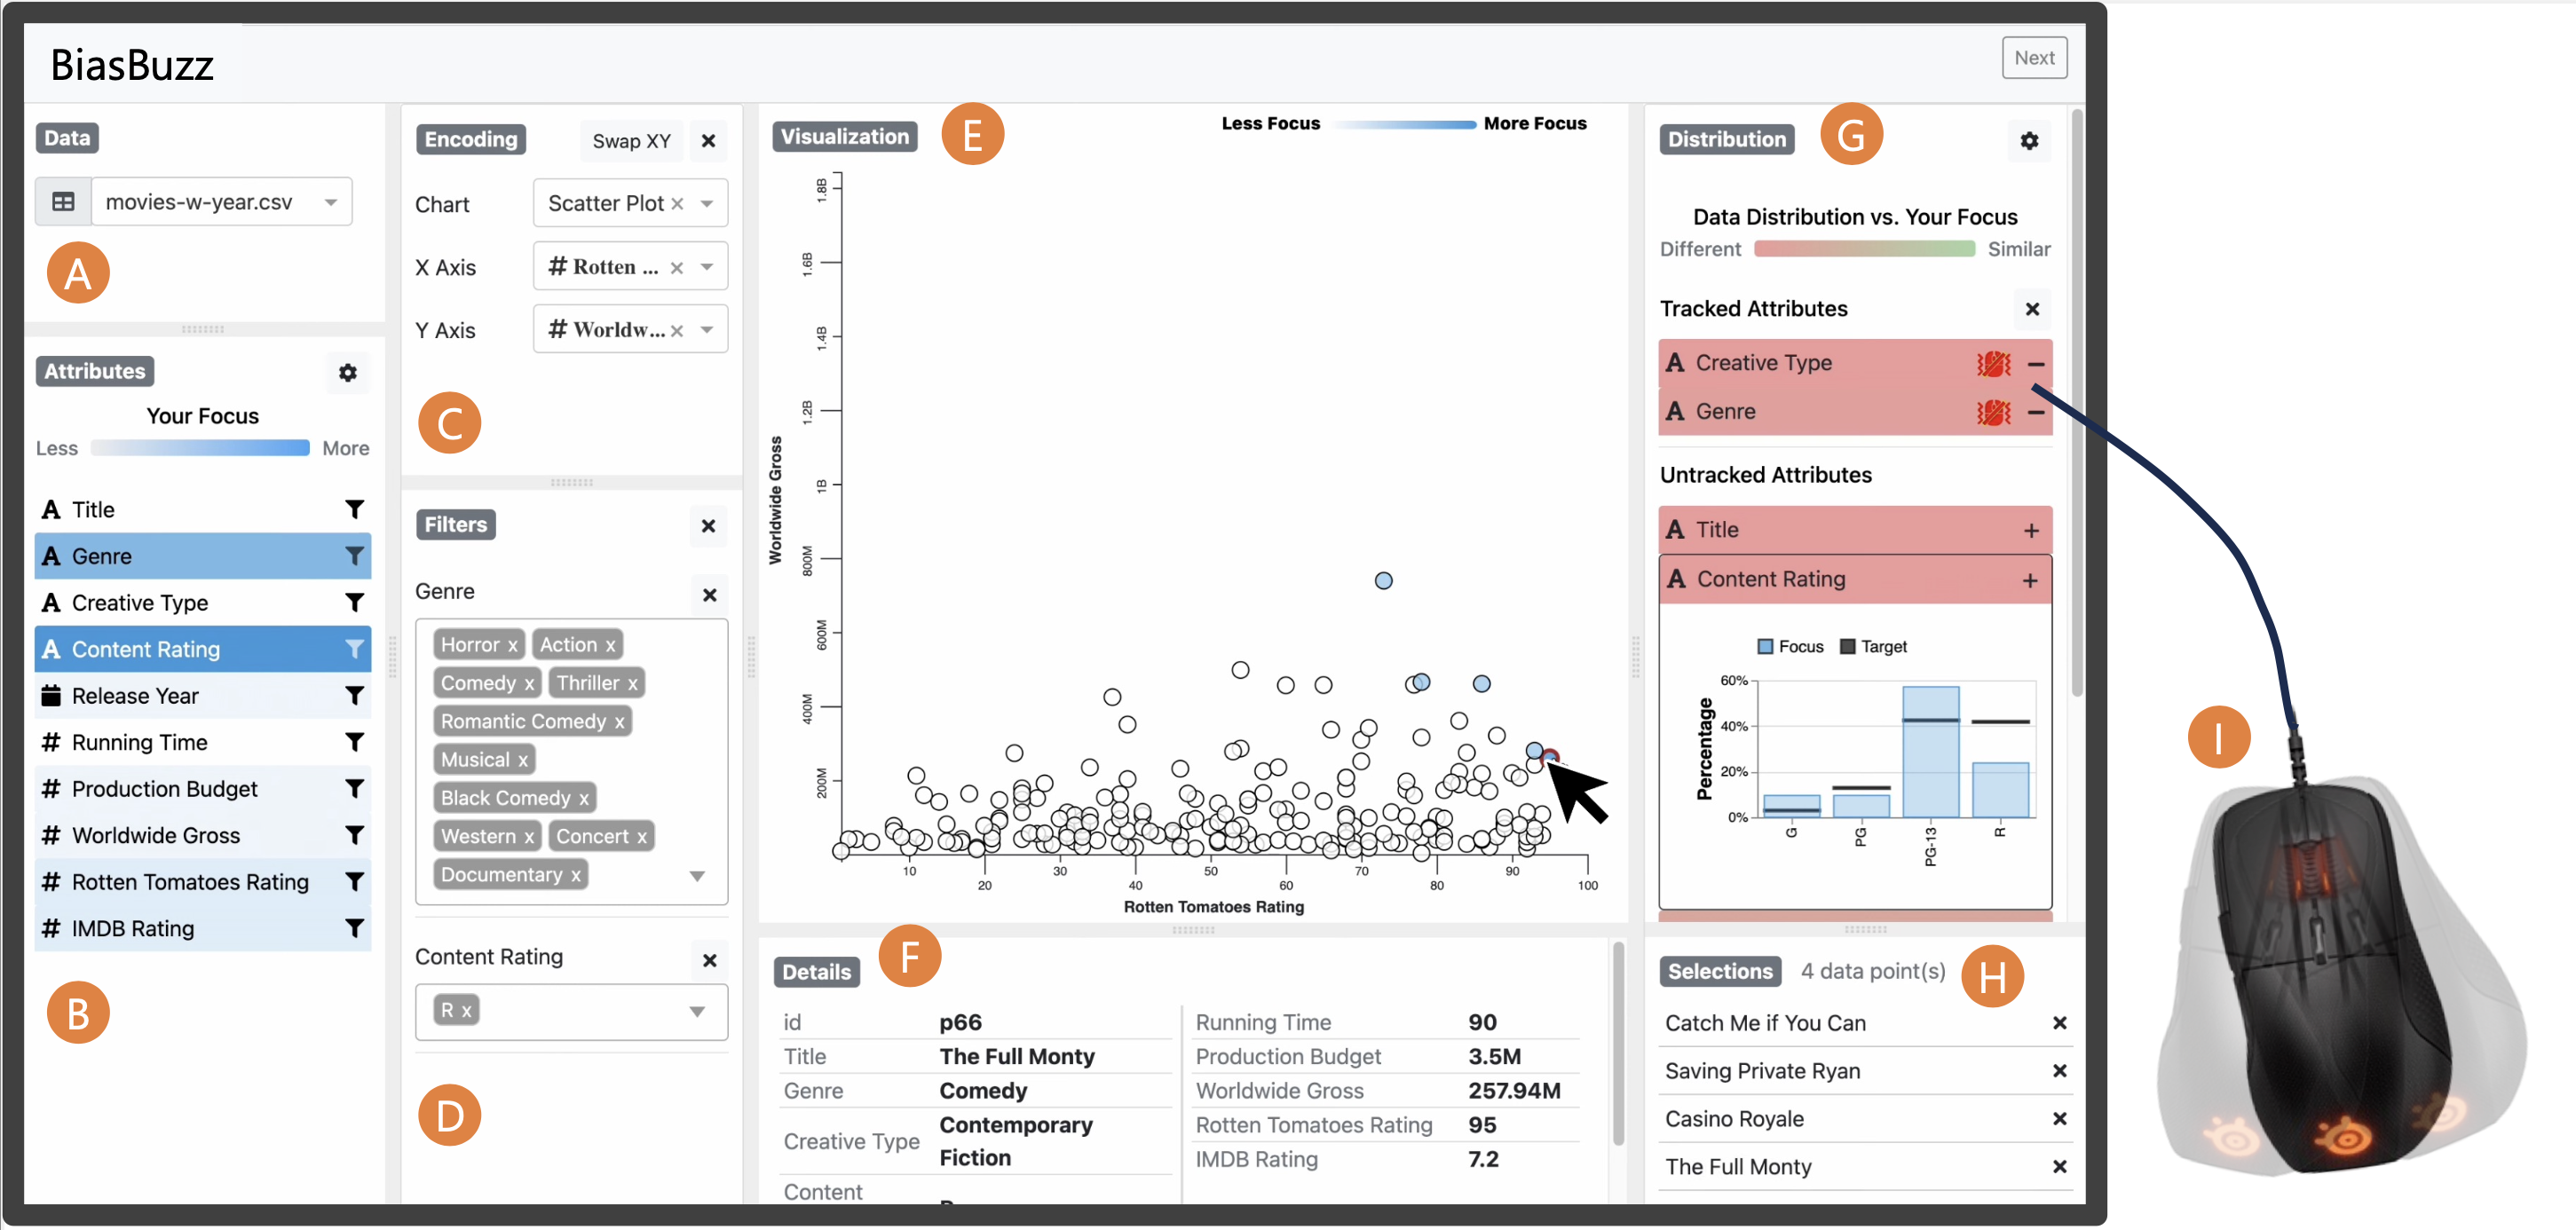 BiasBuzz
Next
Data
movies-w-year.csv
A
Attributes
Your Focus
Less More
A Title
A Genre
A Creative Type
A Content Rating
Release Year
# Running Time
# Production Budget
# Worldwide Gross
# Rotten Tomatoes Rating
# IMDB Rating
B
Encoding Swap XY ×
Chart Scatter Plot ×
X Axis # Rotten ... ×
Y Axis # Worldw... ×
C
Filters ×
Genre ×
Horror x Action x
Comedy x Thriller x
Romantic Comedy x
Musical x
Black Comedy x
Western x Concert x
Documentary x
Content Rating ×
R x
D
Visualization E Less Focus More Focus
Worldwide Gross
1.8B
1.6B
1.4B
1.2B
1B
800M
600M
400M
200M
10 20 30 40 50 60 70 80 90 100
Rotten Tomatoes Rating
Details F
id p66
Title The Full Monty
Genre Comedy
Creative Type Contemporary
Fiction
Content
Running Time 90
Production Budget 3.5M
Worldwide Gross 257.94M
Rotten Tomatoes Rating 95
IMDB Rating 7.2
Distribution G
Data Distribution vs. Your Focus
Different Similar
Tracked Attributes ×
A Creative Type −
A Genre −
Untracked Attributes
A Title +
A Content Rating +
Focus Target
Percentage
60%
40%
20%
0%
G PG PG-13 R
Selections 4 data point(s) H
Catch Me if You Can ×
Saving Private Ryan ×
Casino Royale ×
The Full Monty ×
I